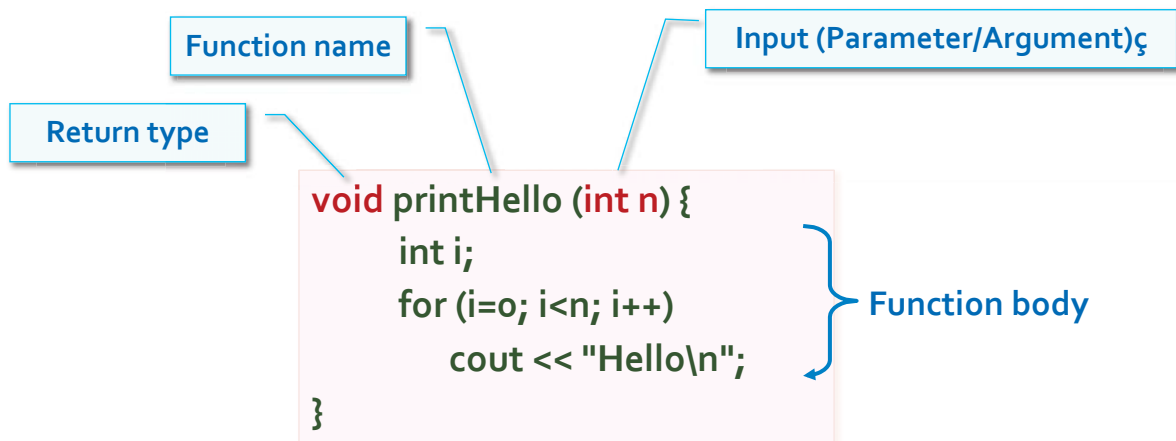 Function name
Input (Parameter/Argument)ç
Return type
void printHello (int n) {
int i;
for (i=0; i<n; i++)
cout << "Hello\n";
}
Function body